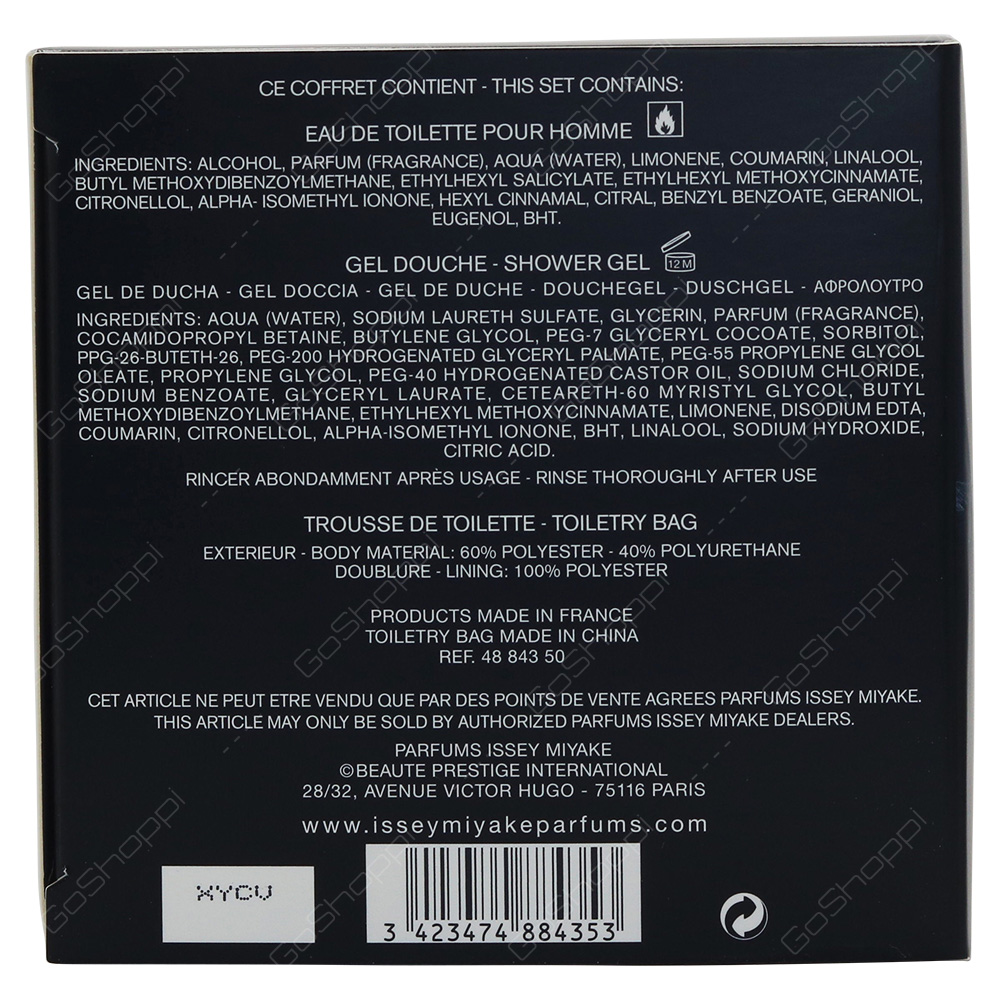 CE COFFRET CONTIENT - THIS SET CONTAINS:
EAU DE TOILETTE POUR HOMME
INGREDIENTS: ALCOHOL, PARFUM (FRAGRANCE), AQUA (WATER), LIMONENE, COUMARIN, LINALOOL,
BUTYL METHOXYDIBENZOYLMETHANE, ETHYLHEXYL SALICYLATE, ETHYLHEXYL METHOXYCINNAMATE,
CITRONELLOL, ALPHA- ISOMETHYL IONONE, HEXYL CINNAMAL, CITRAL, BENZYL BENZOATE, GERANIOL,
EUGENOL, BHT.
GEL DOUCHE - SHOWER GEL 12 M
GEL DE DUCHA - GEL DOCCIA - GEL DE DUCHE - DOUCHEGEL - DUSCHGEL - ΑΦΡΟΛΟΥΤΡΟ
INGREDIENTS: AQUA (WATER), SODIUM LAURETH SULFATE, GLYCERIN, PARFUM (FRAGRANCE),
COCAMIDOPROPYL BETAINE, BUTYLENE GLYCOL, PEG-7 GLYCERYL COCOATE, SORBITOL,
PPG-26-BUTETH-26, PEG-200 HYDROGENATED GLYCERYL PALMATE, PEG-55 PROPYLENE GLYCOL
OLEATE, PROPYLENE GLYCOL, PEG-40 HYDROGENATED CASTOR OIL, SODIUM CHLORIDE,
SODIUM BENZOATE, GLYCERYL LAURATE, CETEARETH-60 MYRISTYL GLYCOL, BUTYL
METHOXYDIBENZOYLMETHANE, ETHYLHEXYL METHOXYCINNAMATE, LIMONENE, DISODIUM EDTA,
COUMARIN, CITRONELLOL, ALPHA-ISOMETHYL IONONE, BHT, LINALOOL, SODIUM HYDROXIDE,
CITRIC ACID.
RINCER ABONDAMMENT APRÈS USAGE - RINSE THOROUGHLY AFTER USE
TROUSSE DE TOILETTE - TOILETRY BAG
EXTERIEUR - BODY MATERIAL: 60% POLYESTER - 40% POLYURETHANE
DOUBLURE - LINING: 100% POLYESTER
PRODUCTS MADE IN FRANCE
TOILETRY BAG MADE IN CHINA
REF. 48 843 50
CET ARTICLE NE PEUT ETRE VENDU QUE PAR DES POINTS DE VENTE AGREES PARFUMS ISSEY MIYAKE.
THIS ARTICLE MAY ONLY BE SOLD BY AUTHORIZED PARFUMS ISSEY MIYAKE DEALERS.
PARFUMS ISSEY MIYAKE
©BEAUTE PRESTIGE INTERNATIONAL
28/32, AVENUE VICTOR HUGO - 75116 PARIS
www.isseymiyakeparfums.com
XYCV
3 423474 884353
GoShoppi